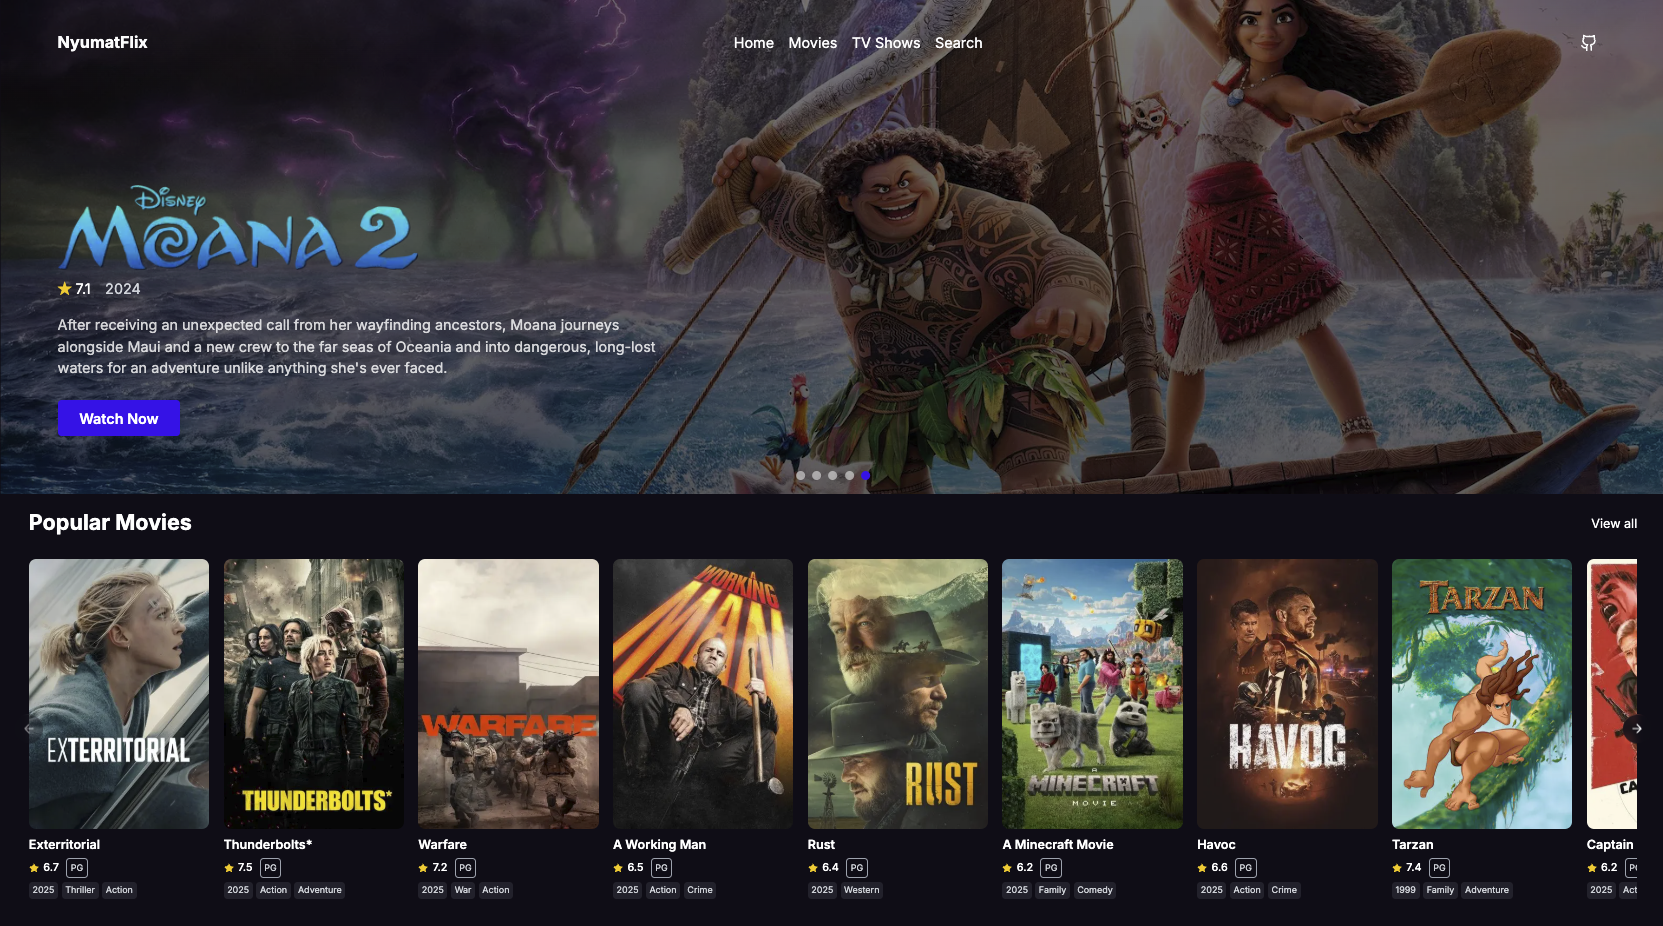 NyumatFlix
Home Movies TV Shows Search
DISNEY
MOANA 2
7.1 2024
After receiving an unexpected call from her wayfinding ancestors, Moana journeys
alongside Maui and a new crew to the far seas of Oceania and into dangerous, long-lost
waters for an adventure unlike anything she's ever faced.
Watch Now
Popular Movies
View all
EXTERRITORIAL
THUNDERBOLTS*
WARFARE
A WORKING MAN
RUST
A MINECRAFT MOVIE
HAVOC
TARZAN
CA
Exterritorial
6.7 PG
2025 Thriller Action
Thunderbolts*
7.5 PG
2025 Action Adventure
Warfare
7.2 PG
2025 War Action
A Working Man
6.5 PG
2025 Action Crime
Rust
6.4 PG
2025 Western
A Minecraft Movie
6.2 PG
2025 Family Comedy
Havoc
6.6 PG
2025 Action Crime
Tarzan
7.4 PG
1999 Family Adventure
Captain
6.2 P
2025 Act